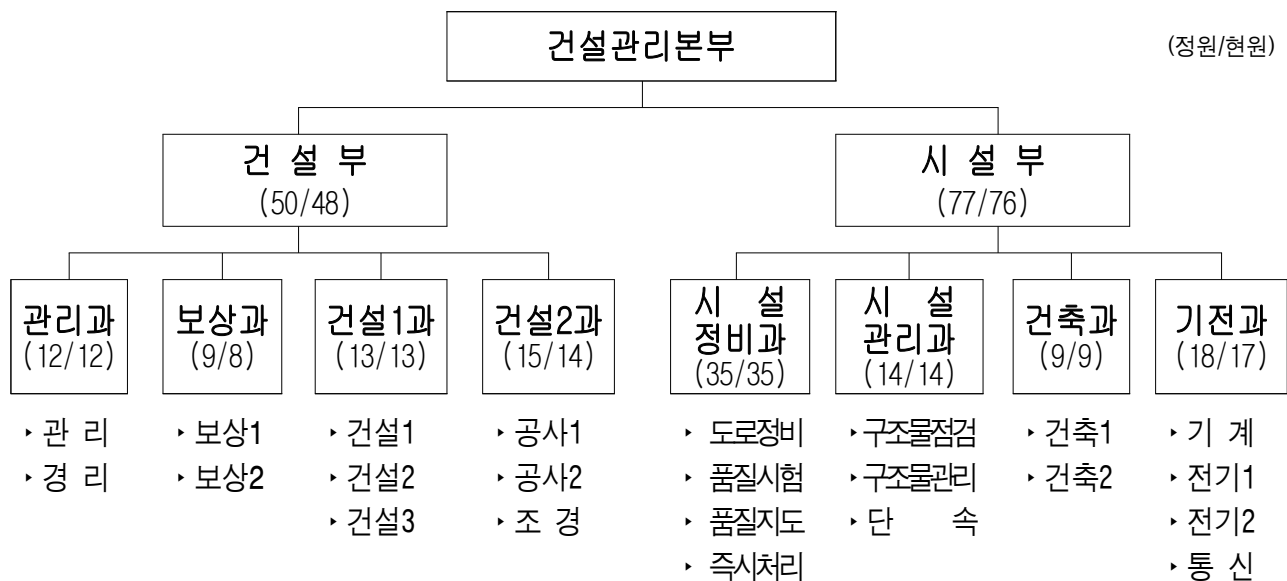 건설관리본부
(정원/현원)
건 설 부
(50/48)
시 설 부
(77/76)
관리과
(12/12)
보상과
(9/8)
건설1과
(13/13)
건설2과
(15/14)
시 설
정비과
(35/35)
시 설
관리과
(14/14)
건축과
(9/9)
기전과
(18/17)
‣ 관 리
‣ 경 리
‣ 보상1
‣ 보상2
‣ 건설1
‣ 건설2
‣ 건설3
‣ 공사1
‣ 공사2
‣ 조 경
‣ 도로정비
‣ 품질시험
‣ 품질지도
‣ 즉시처리
‣ 구조물점검
‣ 구조물관리
‣ 단 속
‣ 건축1
‣ 건축2
‣ 기 계
‣ 전기1
‣ 전기2
‣ 통 신